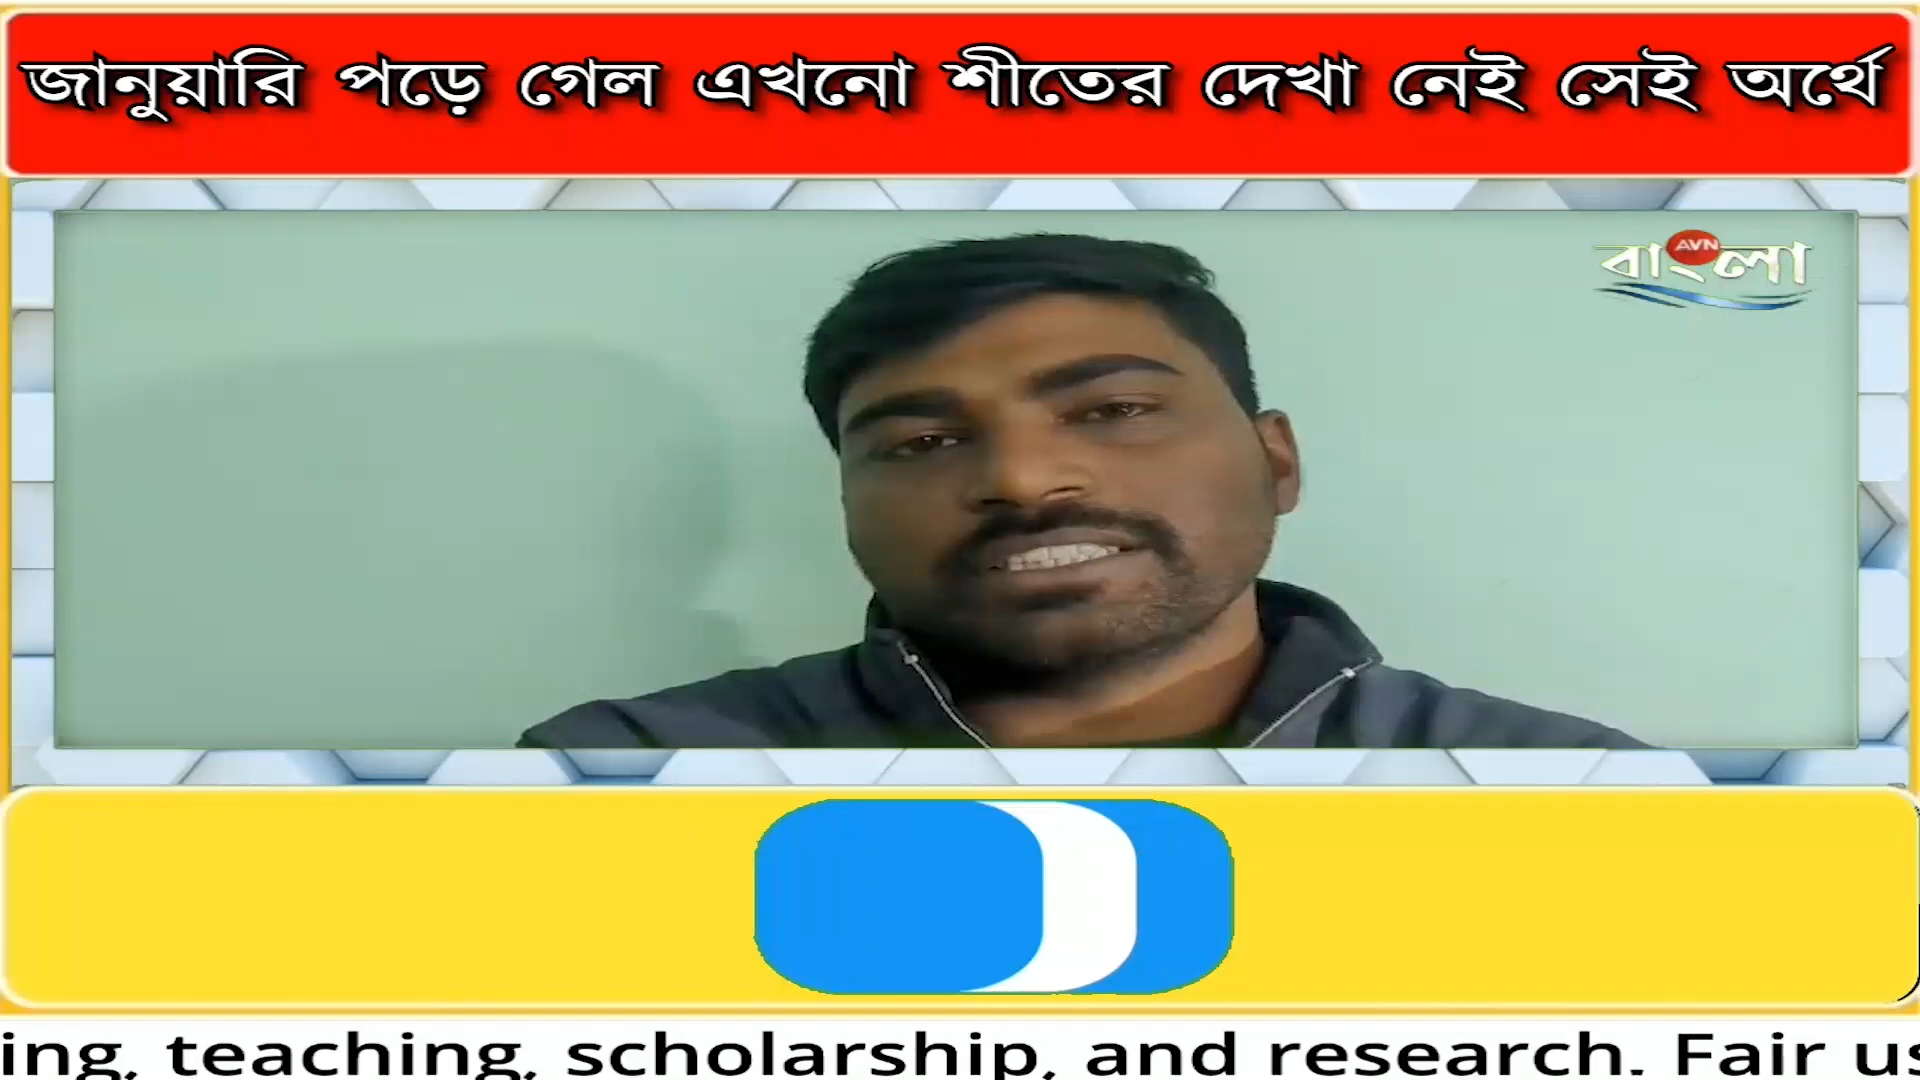 জানুয়ারি পড়ে গেল এখনো শীতের দেখা নেই সেই অর্থে
AVN
বাংলা
ing, teaching, scholarship, and research. Fair us